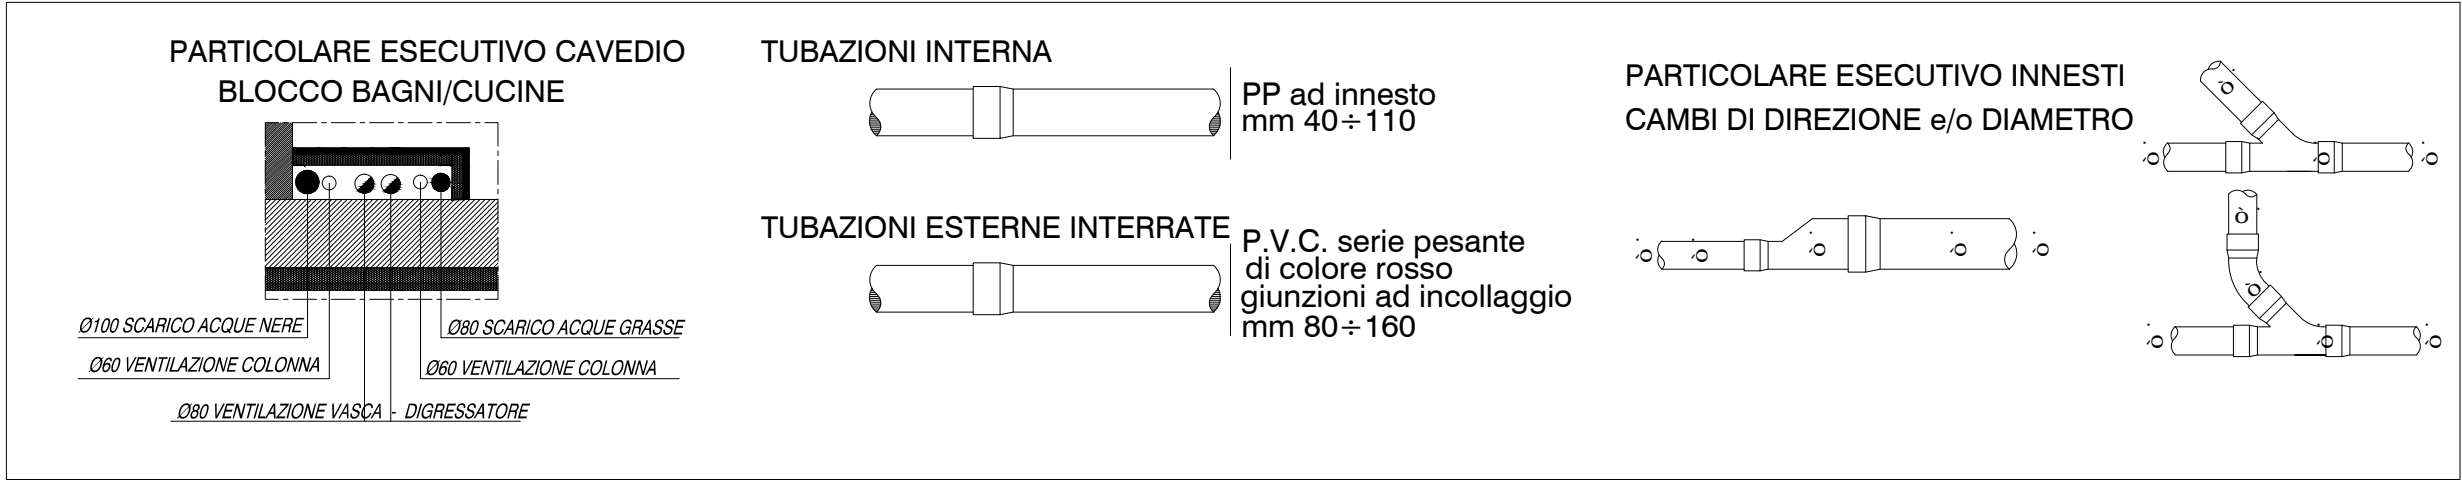 PARTICOLARE ESECUTIVO CAVEDIO
BLOCCO BAGNI/CUCINE
Ø100 SCARICO ACQUE NERE
Ø80 SCARICO ACQUE GRASSE
Ø60 VENTILAZIONE COLONNA
Ø60 VENTILAZIONE COLONNA
Ø80 VENTILAZIONE VASCA - DIGRESSATORE
TUBAZIONI INTERNA
PP ad innesto
mm 40÷110
TUBAZIONI ESTERNE INTERRATE
P.V.C. serie pesante
di colore rosso
giunzioni ad incollaggio
mm 80÷160
PARTICOLARE ESECUTIVO INNESTI
CAMBI DI DIREZIONE e/o DIAMETRO